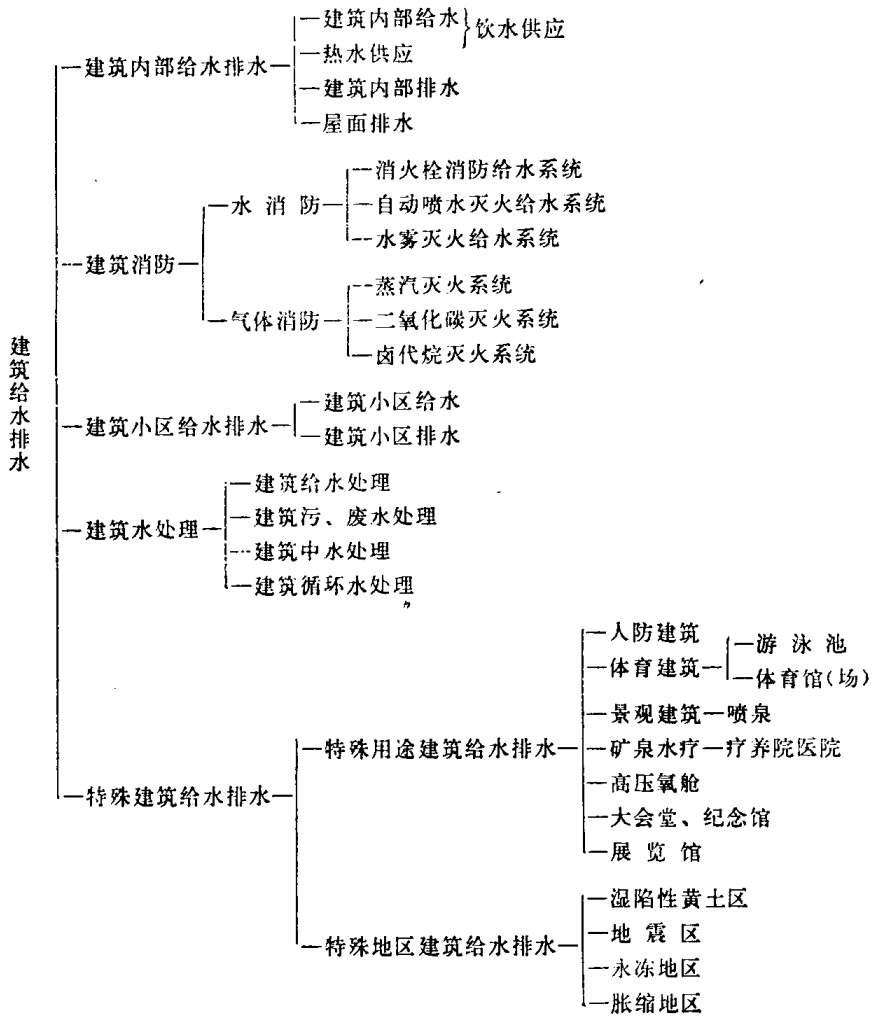 建筑给水排水
建筑内部给水排水
建筑内部给水
热水供应
饮水供应
建筑内部排水
屋面排水
建筑消防
水消防
消火栓消防给水系统
自动喷水灭火给水系统
水雾灭火给水系统
气体消防
蒸汽灭火系统
二氧化碳灭火系统
卤代烷灭火系统
建筑小区给水排水
建筑小区给水
建筑小区排水
建筑水处理
建筑给水处理
建筑污、废水处理
建筑中水处理
建筑循环水处理
特殊建筑给水排水
特殊用途建筑给水排水
人防建筑
体育建筑
游泳池
体育馆(场)
景观建筑—喷泉
矿泉水疗—疗养院医院
高压氧舱
大会堂、纪念馆
展览馆
特殊地区建筑给水排水
湿陷性黄土区
地震区
永冻地区
胀缩地区